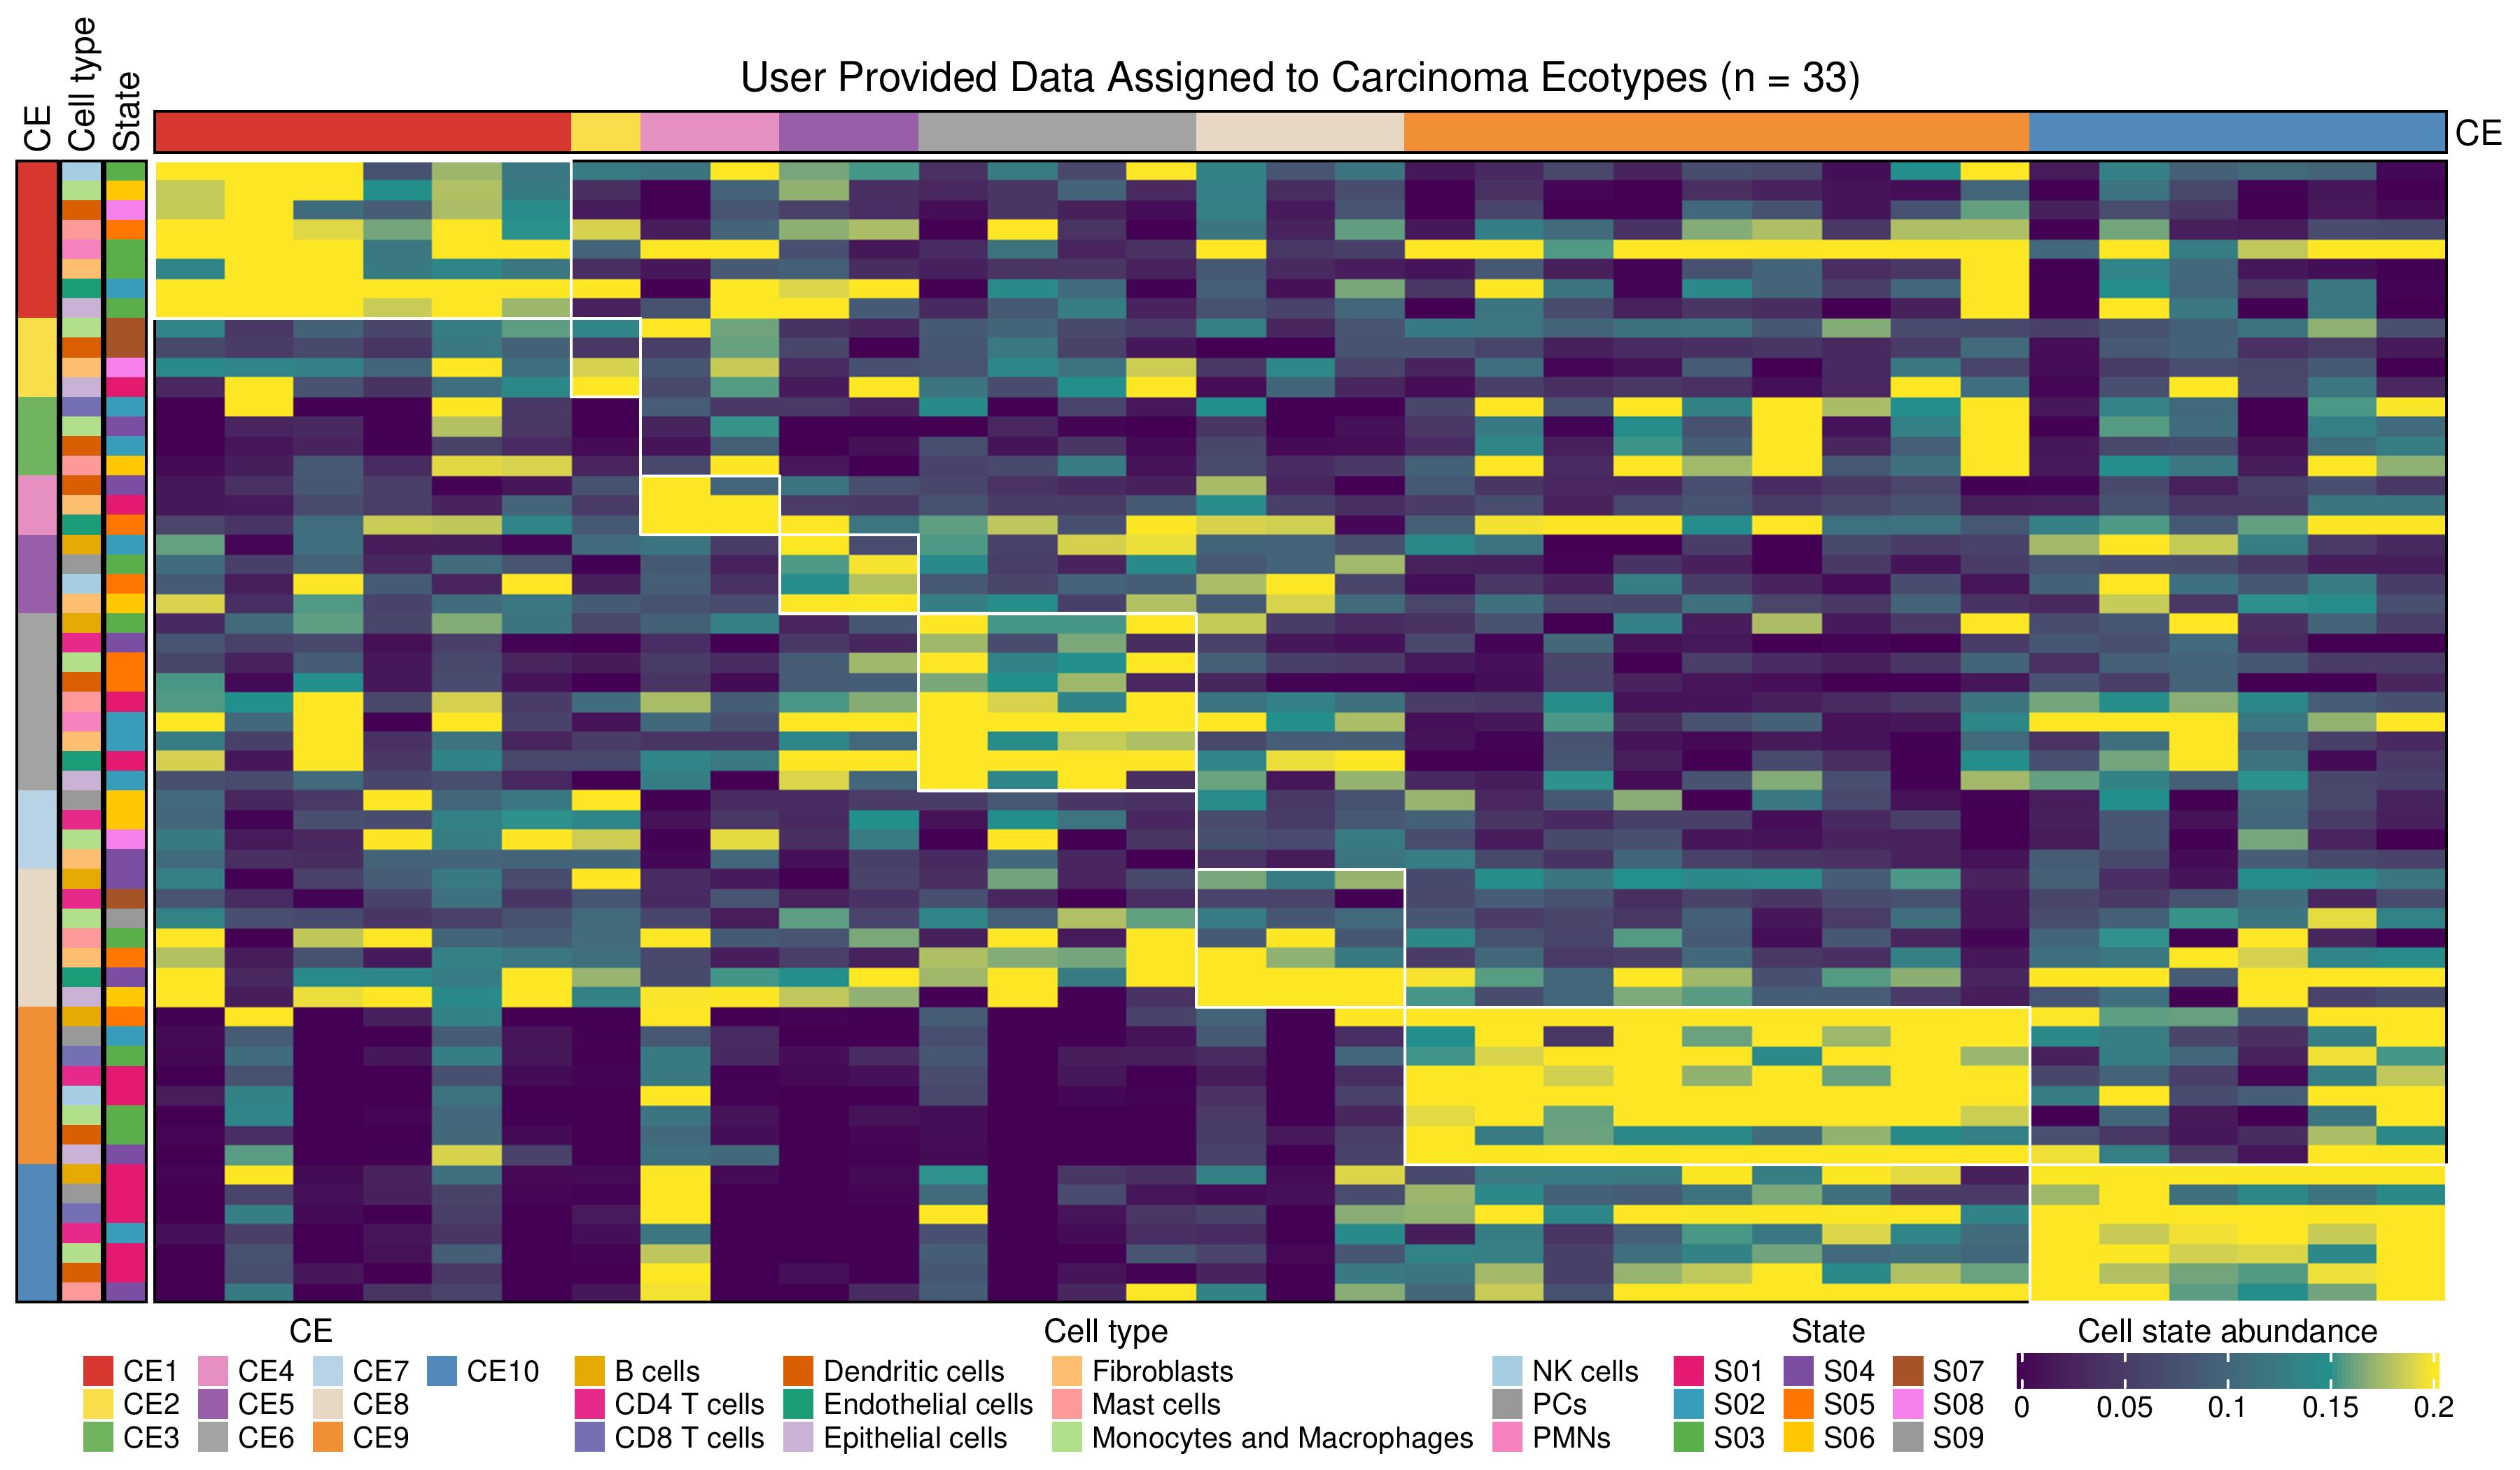 User Provided Data Assigned to Carcinoma Ecotypes (n = 33)
CE
Cell type
State
CE
CE
Cell type
State
Cell state abundance
CE1 CE4 CE7 CE10
CE2 CE5 CE8
CE3 CE6 CE9
B cells Dendritic cells Fibroblasts NK cells
CD4 T cells Endothelial cells Mast cells PCs
CD8 T cells Epithelial cells Monocytes and Macrophages PMNs
S01 S04 S07
S02 S05 S08
S03 S06 S09
0 0.05 0.1 0.15 0.2